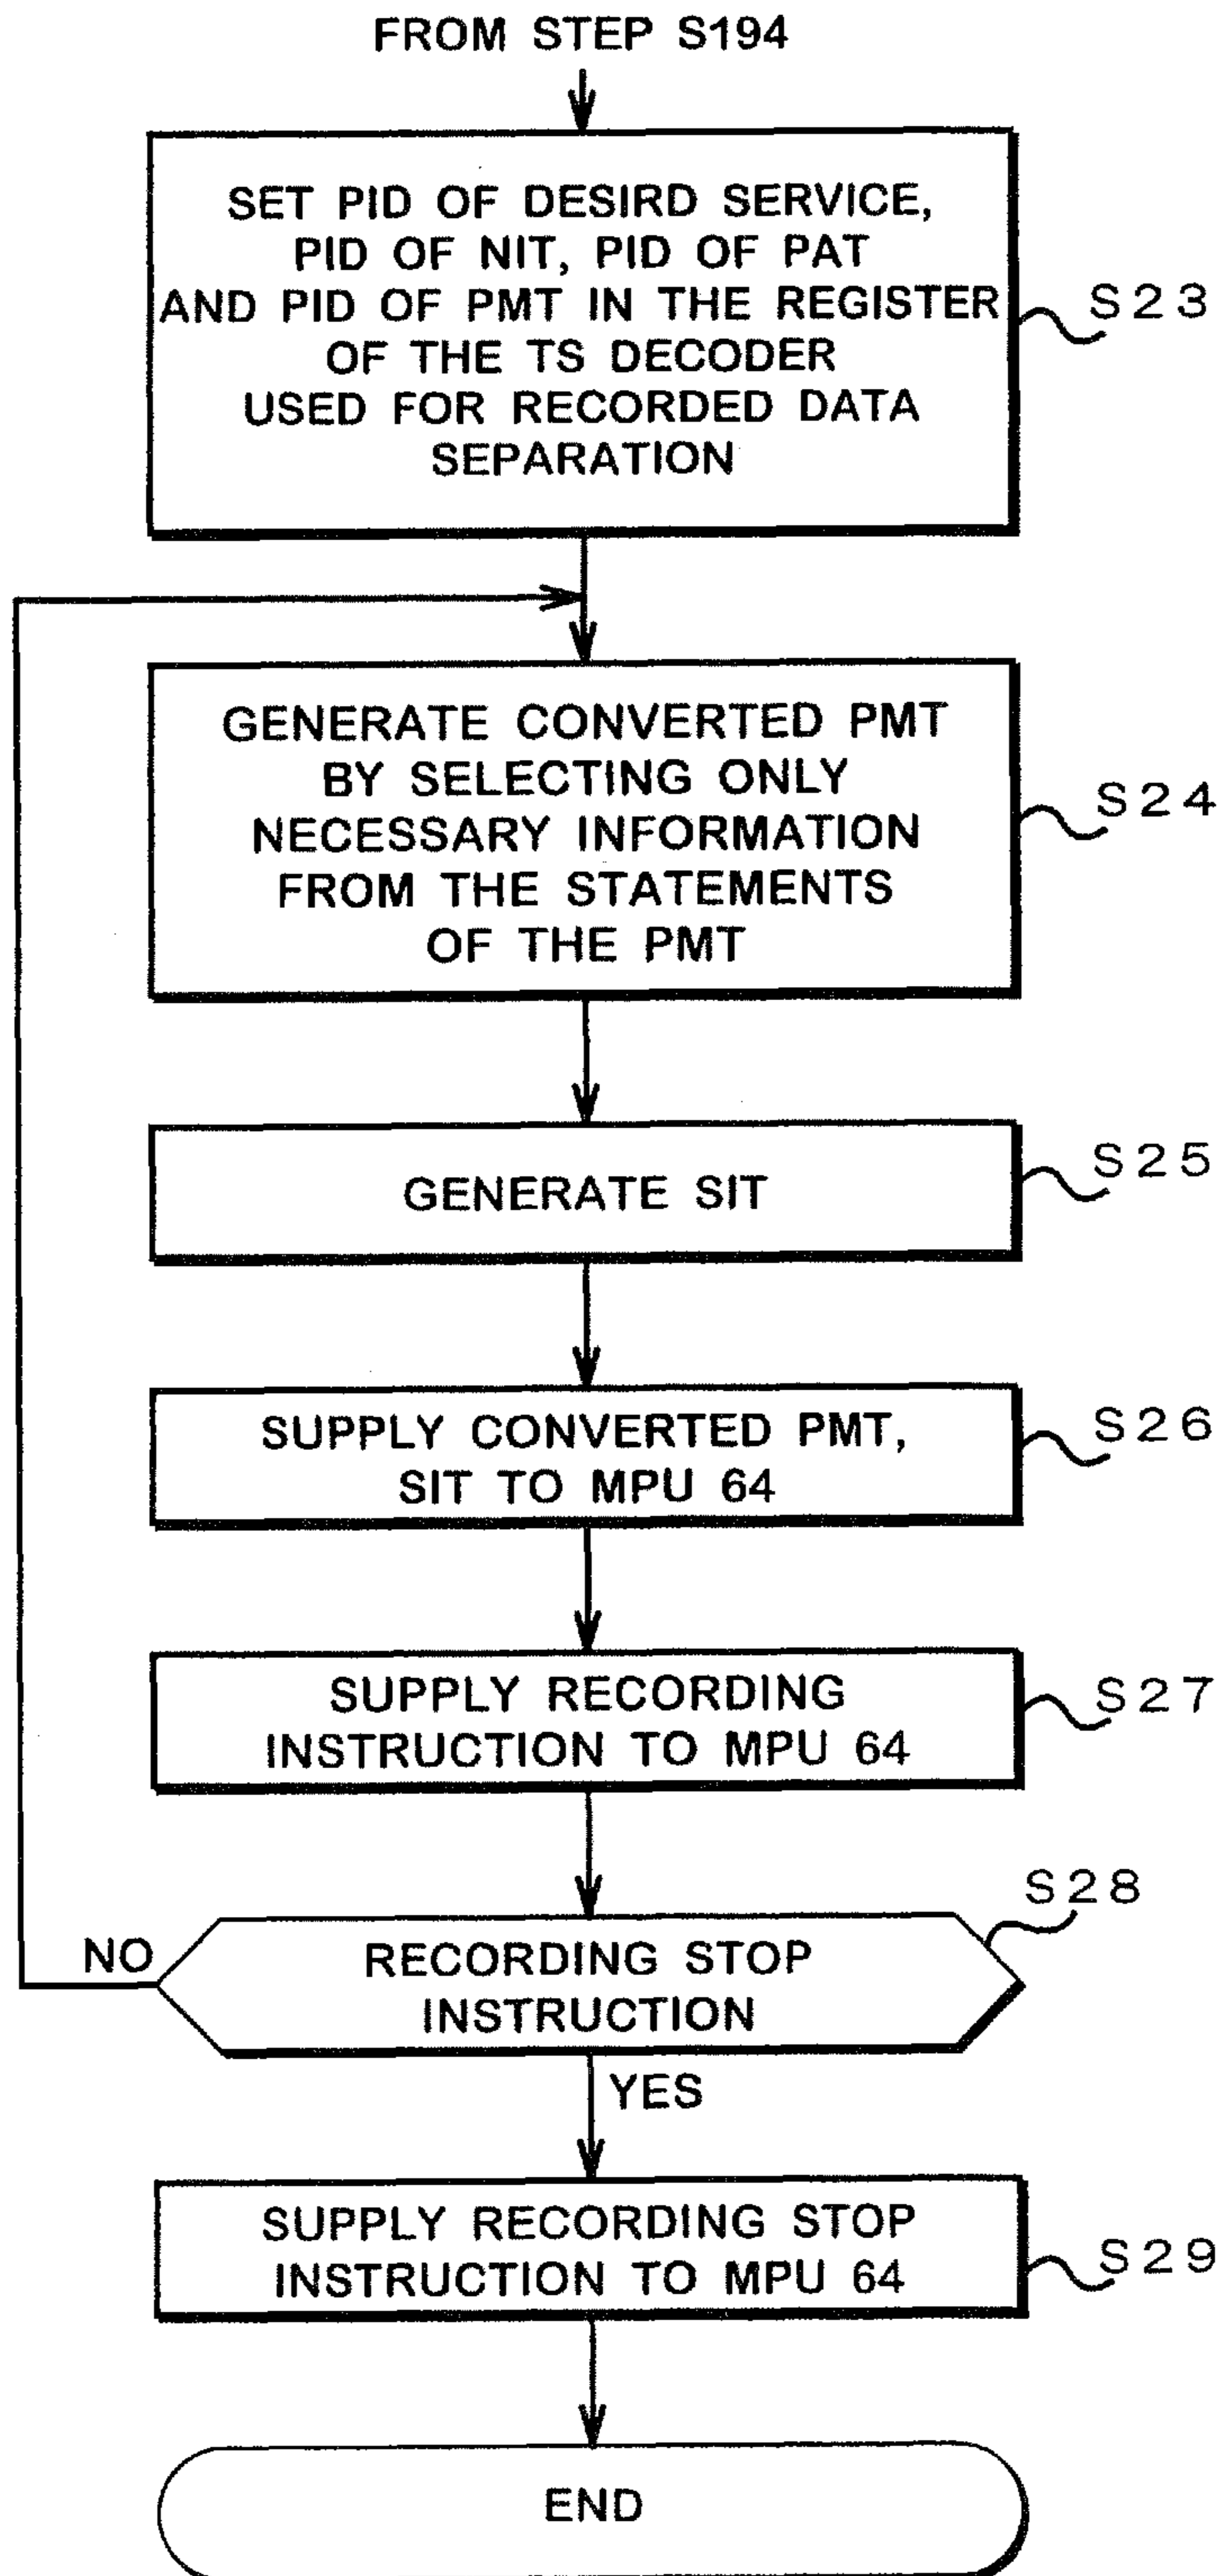 FROM STEP S194
SET PID OF DESIRD SERVICE,
PID OF NIT, PID OF PAT
AND PID OF PMT IN THE REGISTER
OF THE TS DECODER
USED FOR RECORDED DATA
SEPARATION
S23
GENERATE CONVERTED PMT
BY SELECTING ONLY
NECESSARY INFORMATION
FROM THE STATEMENTS
OF THE PMT
S24
GENERATE SIT
S25
SUPPLY CONVERTED PMT,
SIT TO MPU 64
S26
SUPPLY RECORDING
INSTRUCTION TO MPU 64
S27
RECORDING STOP
INSTRUCTION
S28
NO
YES
SUPPLY RECORDING STOP
INSTRUCTION TO MPU 64
S29
END